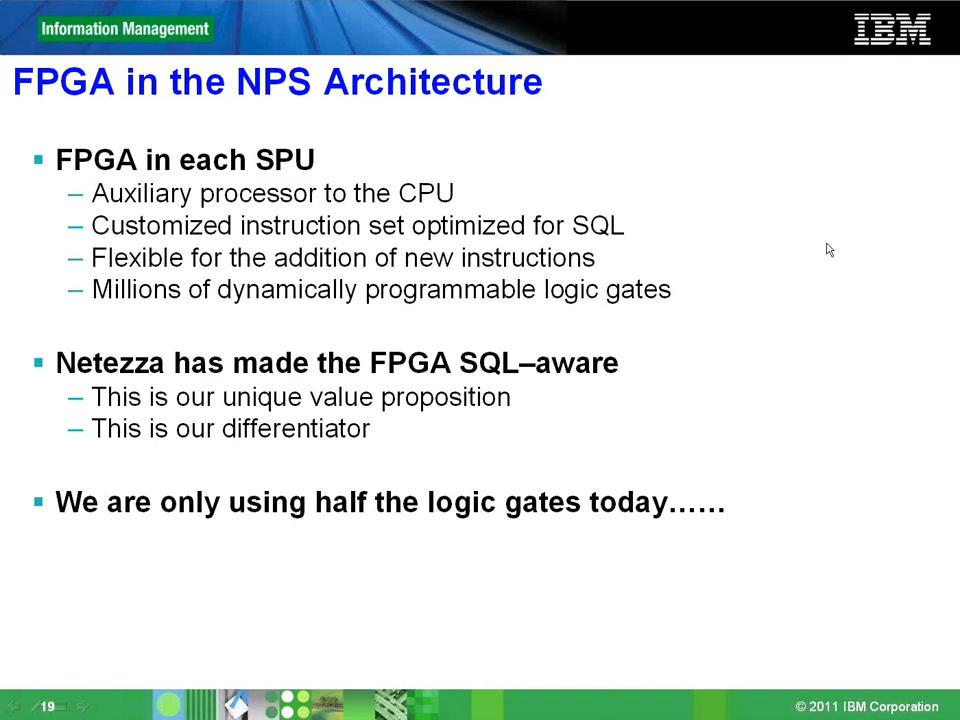 Information Management
IBM
FPGA in the NPS Architecture
▪ FPGA in each SPU
– Auxiliary processor to the CPU
– Customized instruction set optimized for SQL
– Flexible for the addition of new instructions
– Millions of dynamically programmable logic gates
▪ Netezza has made the FPGA SQL–aware
– This is our unique value proposition
– This is our differentiator
▪ We are only using half the logic gates today……
19
© 2011 IBM Corporation